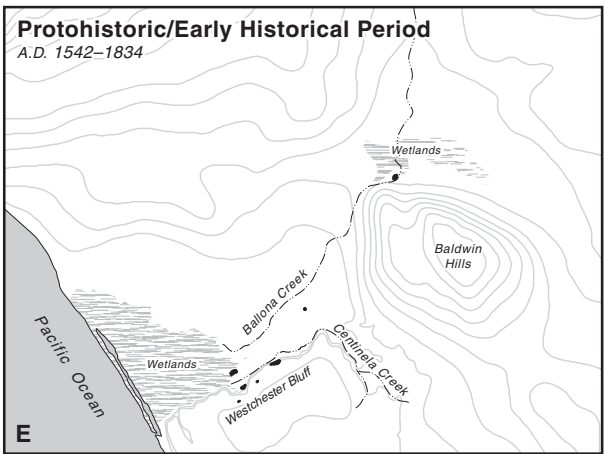 Protohistoric/Early Historical Period
A.D. 1542–1834
Wetlands
Baldwin
Hills
Ballona Creek
Pacific Ocean
Centinela Creek
Wetlands
Westchester Bluff
E